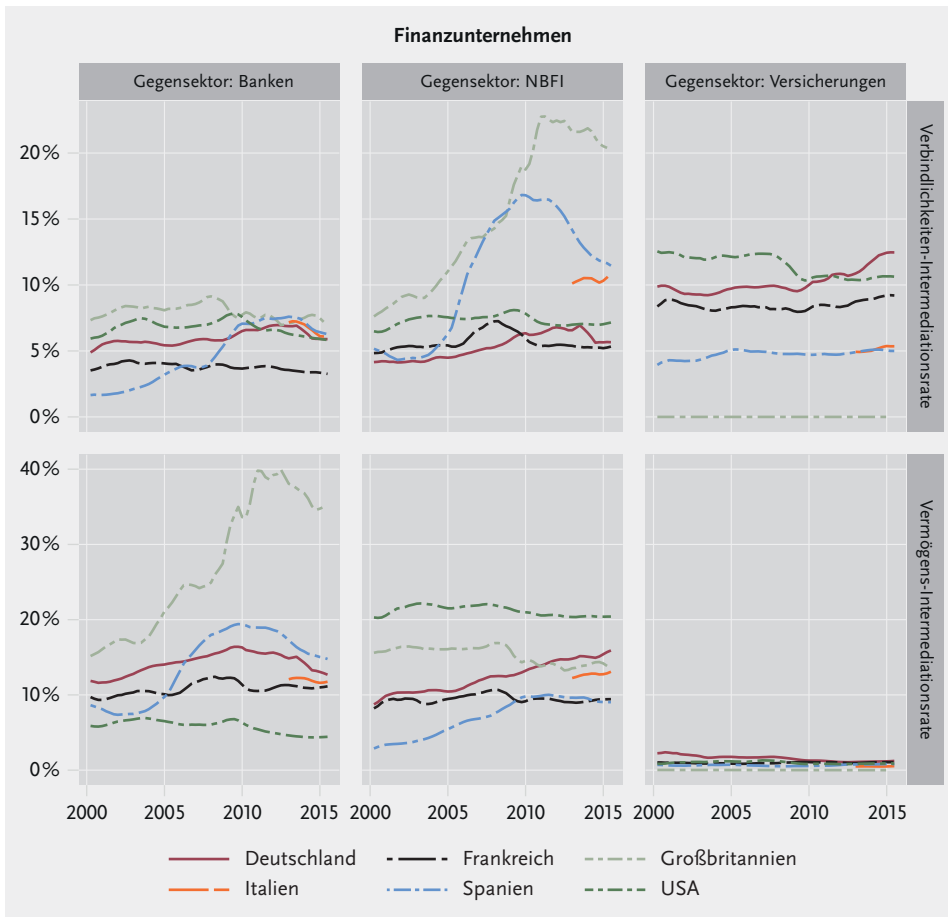 Finanzunternehmen
Gegensektor: Banken
Gegensektor: NBFI
Gegensektor: Versicherungen
20%
15%
10%
5%
0%
Verbindlichkeiten-Intermediationsrate
40%
30%
20%
10%
0%
Vermögens-Intermediationsrate
2000 2005 2010 2015
2000 2005 2010 2015
2000 2005 2010 2015
Deutschland Frankreich Großbritannien
Italien Spanien USA